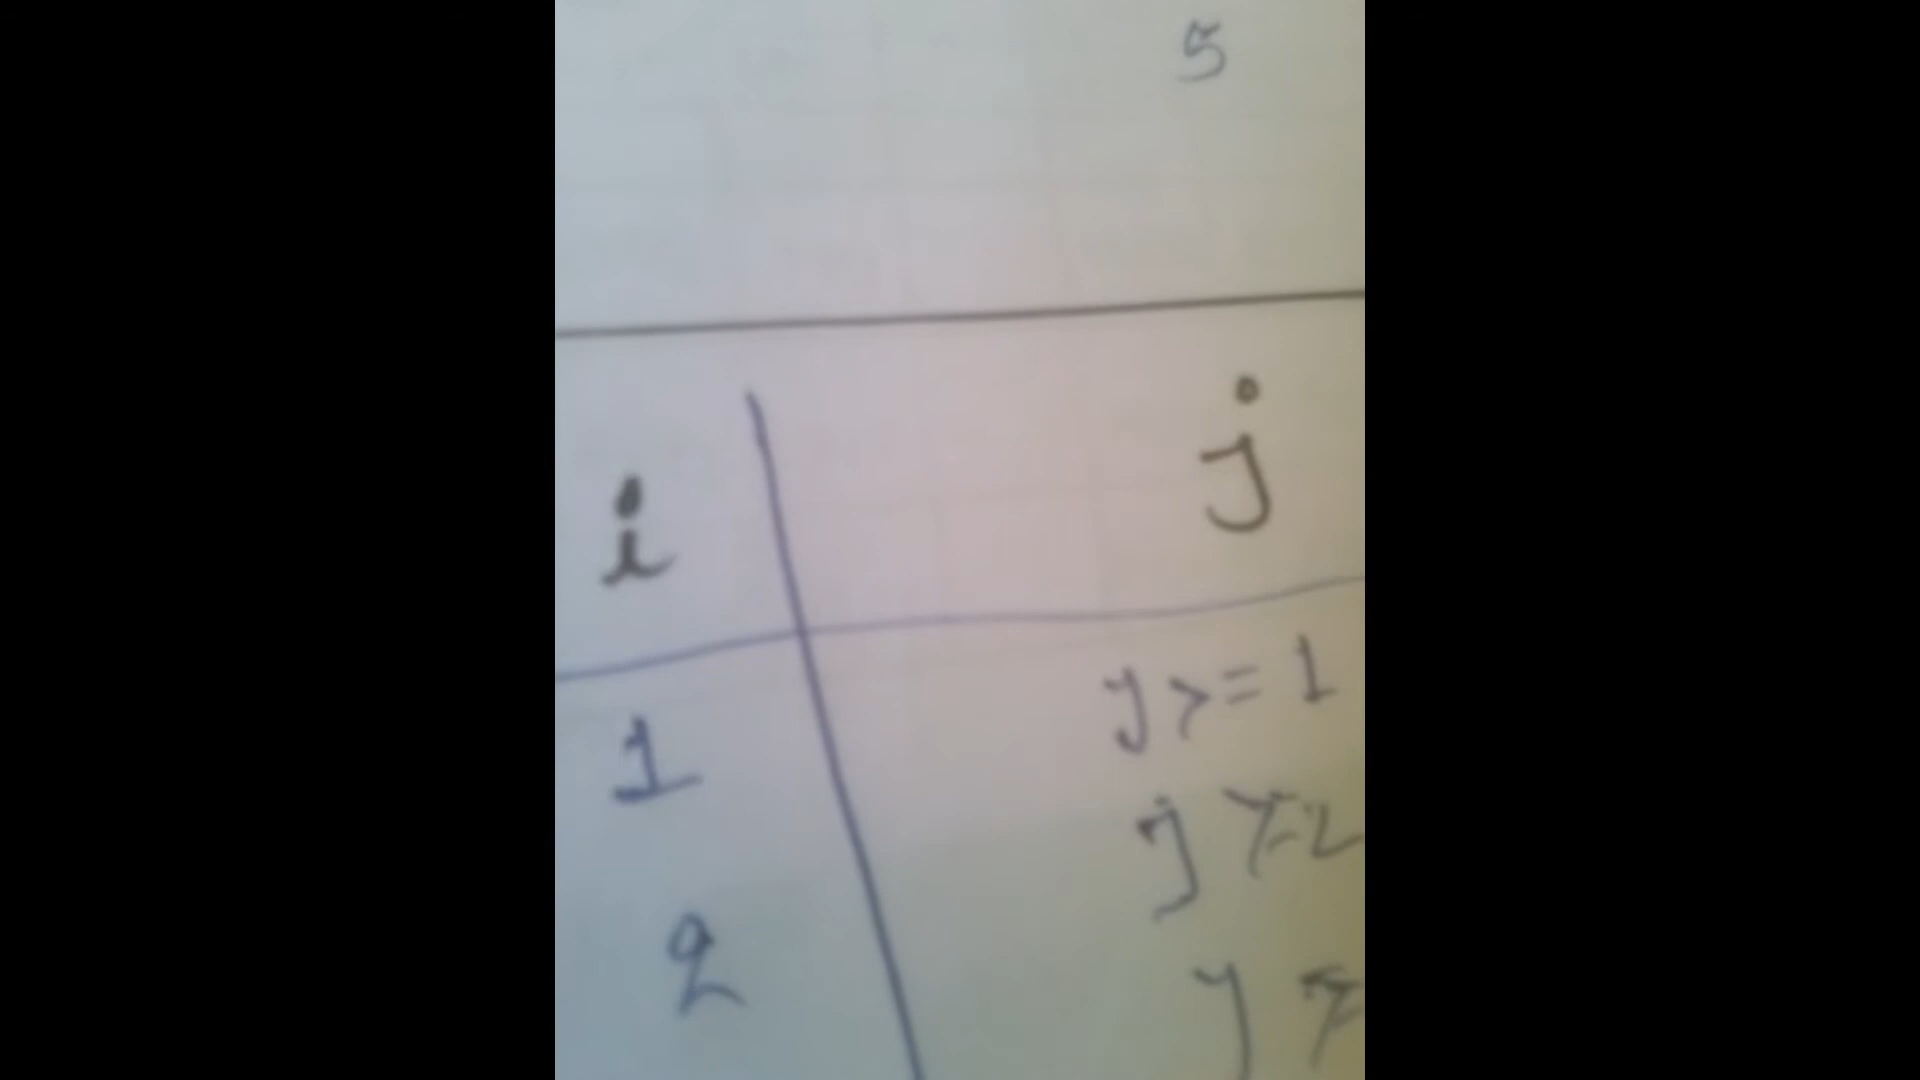 5
i j
1 j >= 1
j >= 2
2 j >=